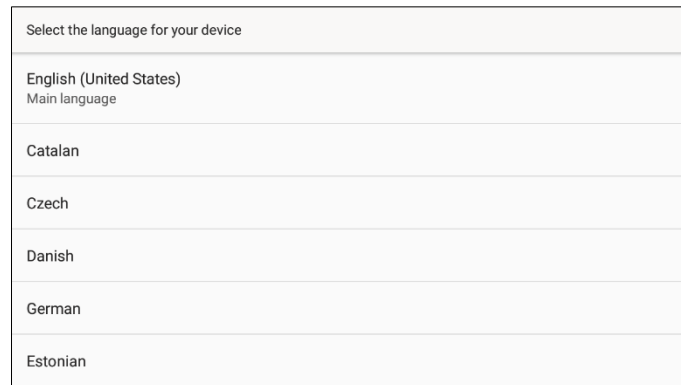 Select the language for your device
English (United States)
Main language
Catalan
Czech
Danish
German
Estonian